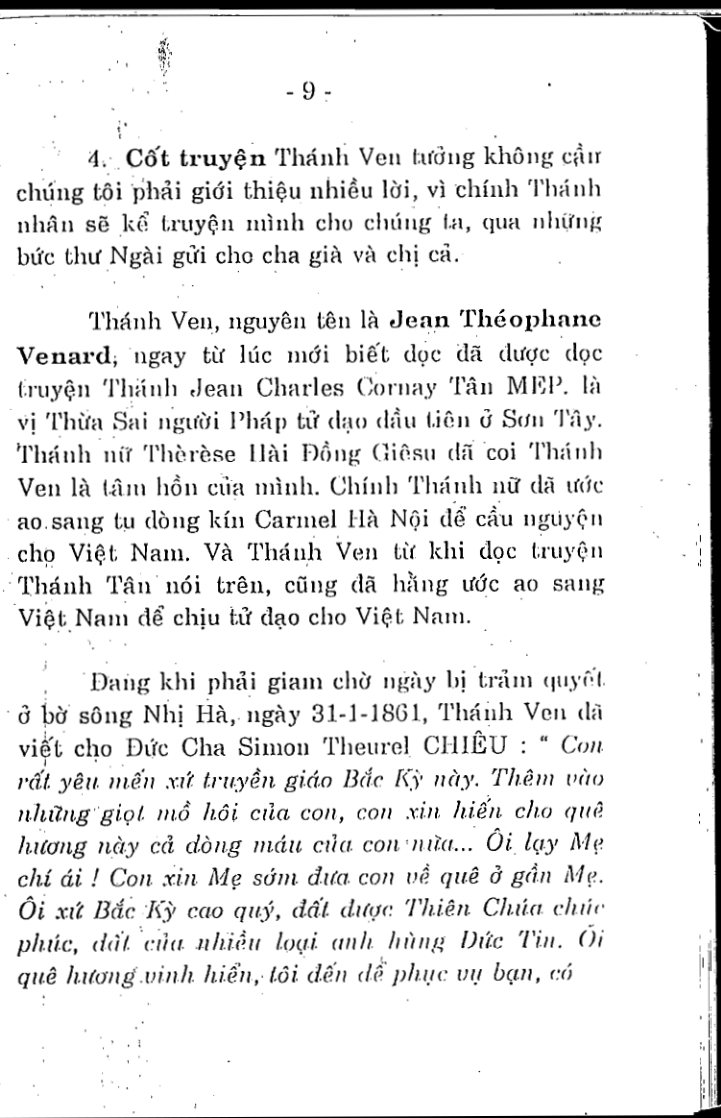 - 9 -
4. Cốt truyện Thánh Ven tưởng không cần
chúng tôi phải giới thiệu nhiều lời, vì chính Thánh
nhân sẽ kể truyện mình cho chúng ta, qua những
bức thư Ngài gửi cho cha già và chị cả.
Thánh Ven, nguyên tên là Jean Théophane
Venard, ngay từ lúc mới biết đọc đã được đọc
truyện Thánh Jean Charles Cornay Tân MEP. là
vị Thừa Sai người Pháp tử đạo đầu tiên ở Sơn Tây.
Thánh nữ Thèrèse Hài Đồng Giêsu đã coi Thánh
Ven là tâm hồn của mình. Chính Thánh nữ đã ước
ao sang tu dòng kín Carmel Hà Nội để cầu nguyện
cho Việt Nam. Và Thánh Ven từ khi đọc truyện
Thánh Tân nói trên, cũng đã hằng ước ao sang
Việt Nam để chịu tử đạo cho Việt Nam.
Đang khi phải giam chờ ngày bị trảm quyết
ở bờ sông Nhị Hà, ngày 31-1-1861, Thánh Ven đã
viết cho Đức Cha Simon Theurel CHIÊU : " Con
rất yêu mến xứ truyền giáo Bắc Kỳ này. Thêm vào
những giọt mồ hôi của con, con xin hiến cho quê
hương này cả dòng máu của con nữa... Ôi lạy Mẹ
chí ái ! Con xin Mẹ sớm đưa con về quê ở gần Mẹ.
Ôi xứ Bắc Kỳ cao quý, đất được Thiên Chúa chúc
phúc, đất của nhiều loại anh hùng Đức Tin. Ôi
quê hương vinh hiển, tôi đến để phục vụ bạn, có